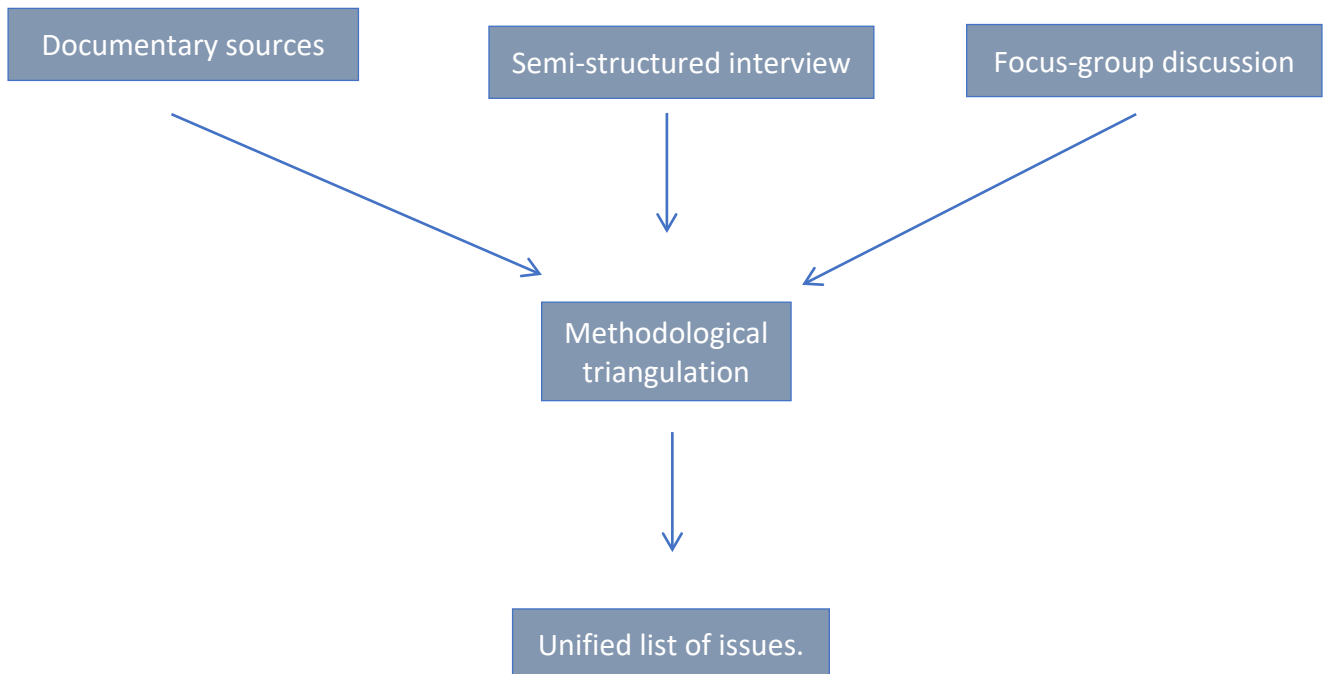 Documentary sources
Semi-structured interview
Focus-group discussion
Methodological
triangulation
Unified list of issues.